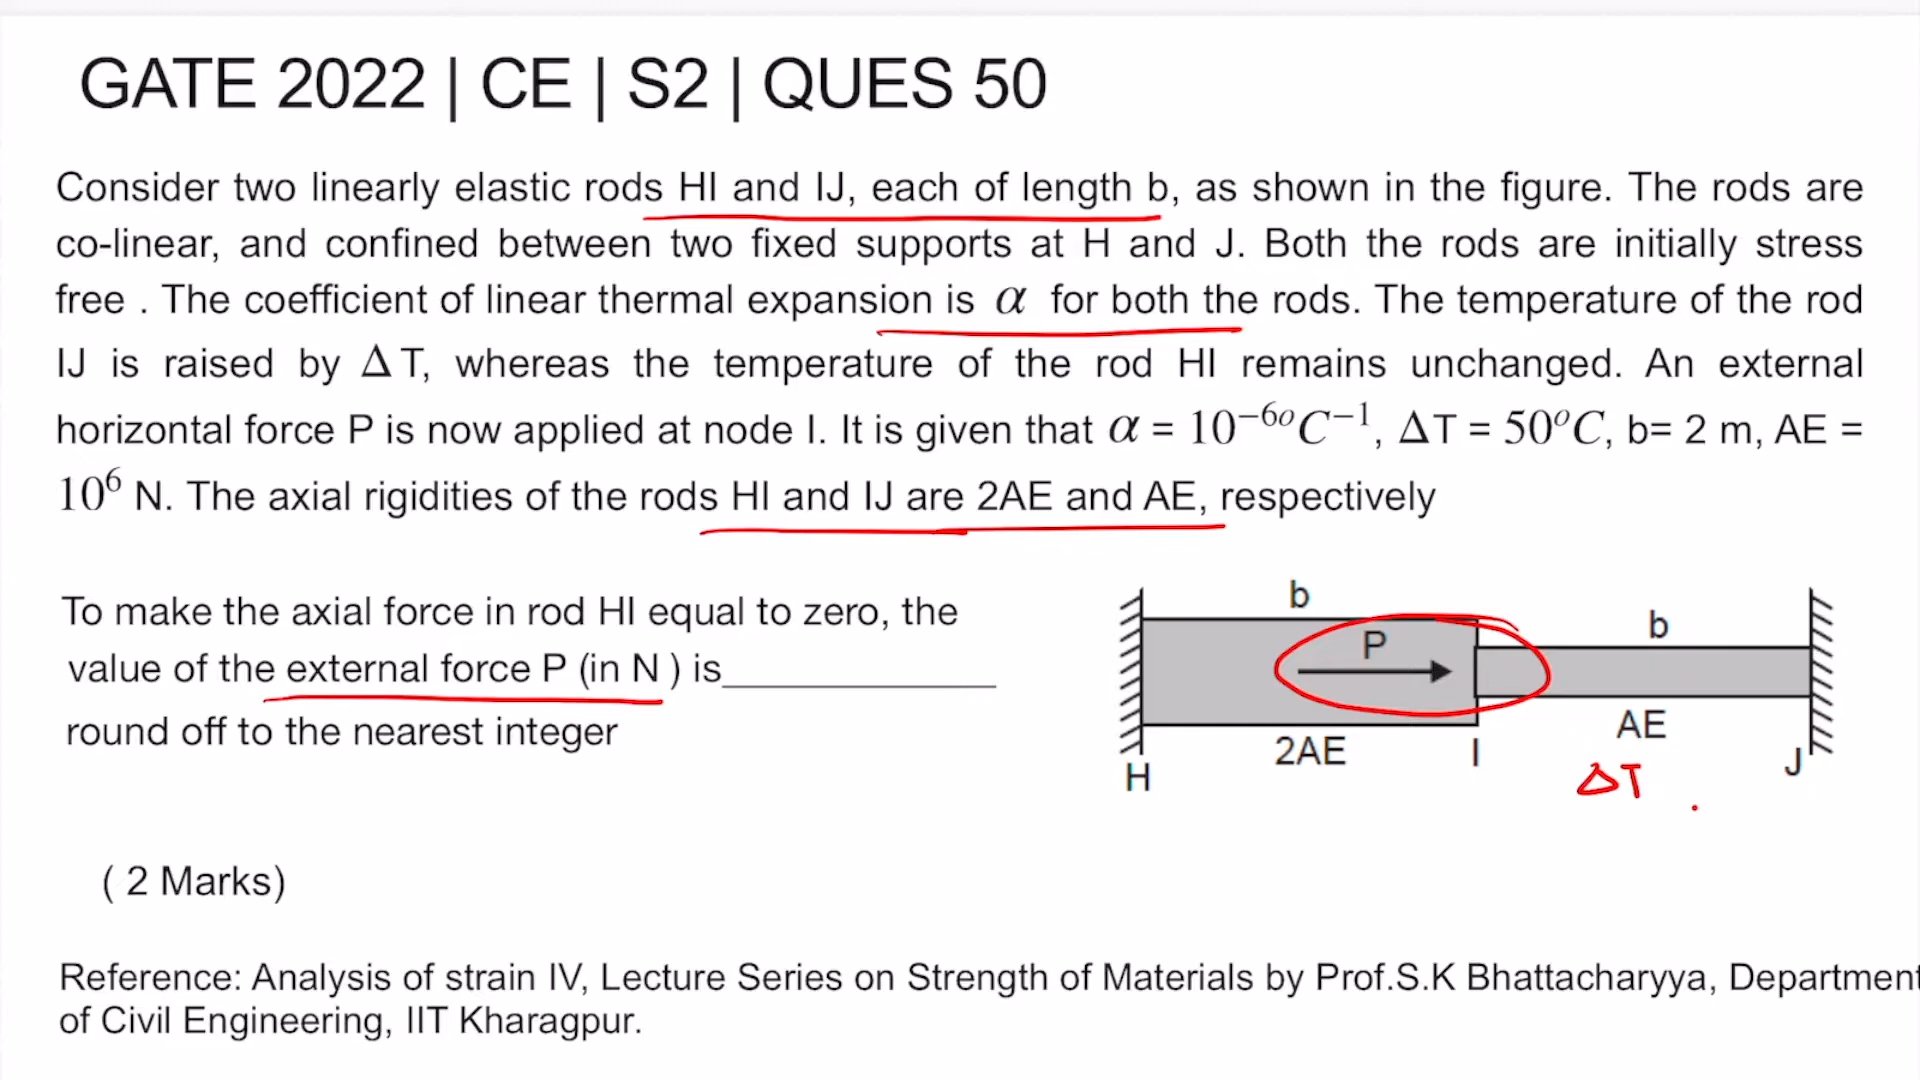 GATE 2022 | CE | S2 | QUES 50
Consider two linearly elastic rods HI and IJ, each of length b, as shown in the figure. The rods are
co-linear, and confined between two fixed supports at H and J. Both the rods are initially stress
free . The coefficient of linear thermal expansion is α for both the rods. The temperature of the rod
IJ is raised by Δ T, whereas the temperature of the rod HI remains unchanged. An external
horizontal force P is now applied at node I. It is given that α = 10⁻⁶ᵒC⁻¹, ΔT = 50ᵒC, b= 2 m, AE =
10⁶ N. The axial rigidities of the rods HI and IJ are 2AE and AE, respectively
To make the axial force in rod HI equal to zero, the
value of the external force P (in N ) is_____________
round off to the nearest integer
b
P
b
2AE
I
AE
H
J
ΔT
( 2 Marks)
Reference: Analysis of strain IV, Lecture Series on Strength of Materials by Prof.S.K Bhattacharyya, Department
of Civil Engineering, IIT Kharagpur.